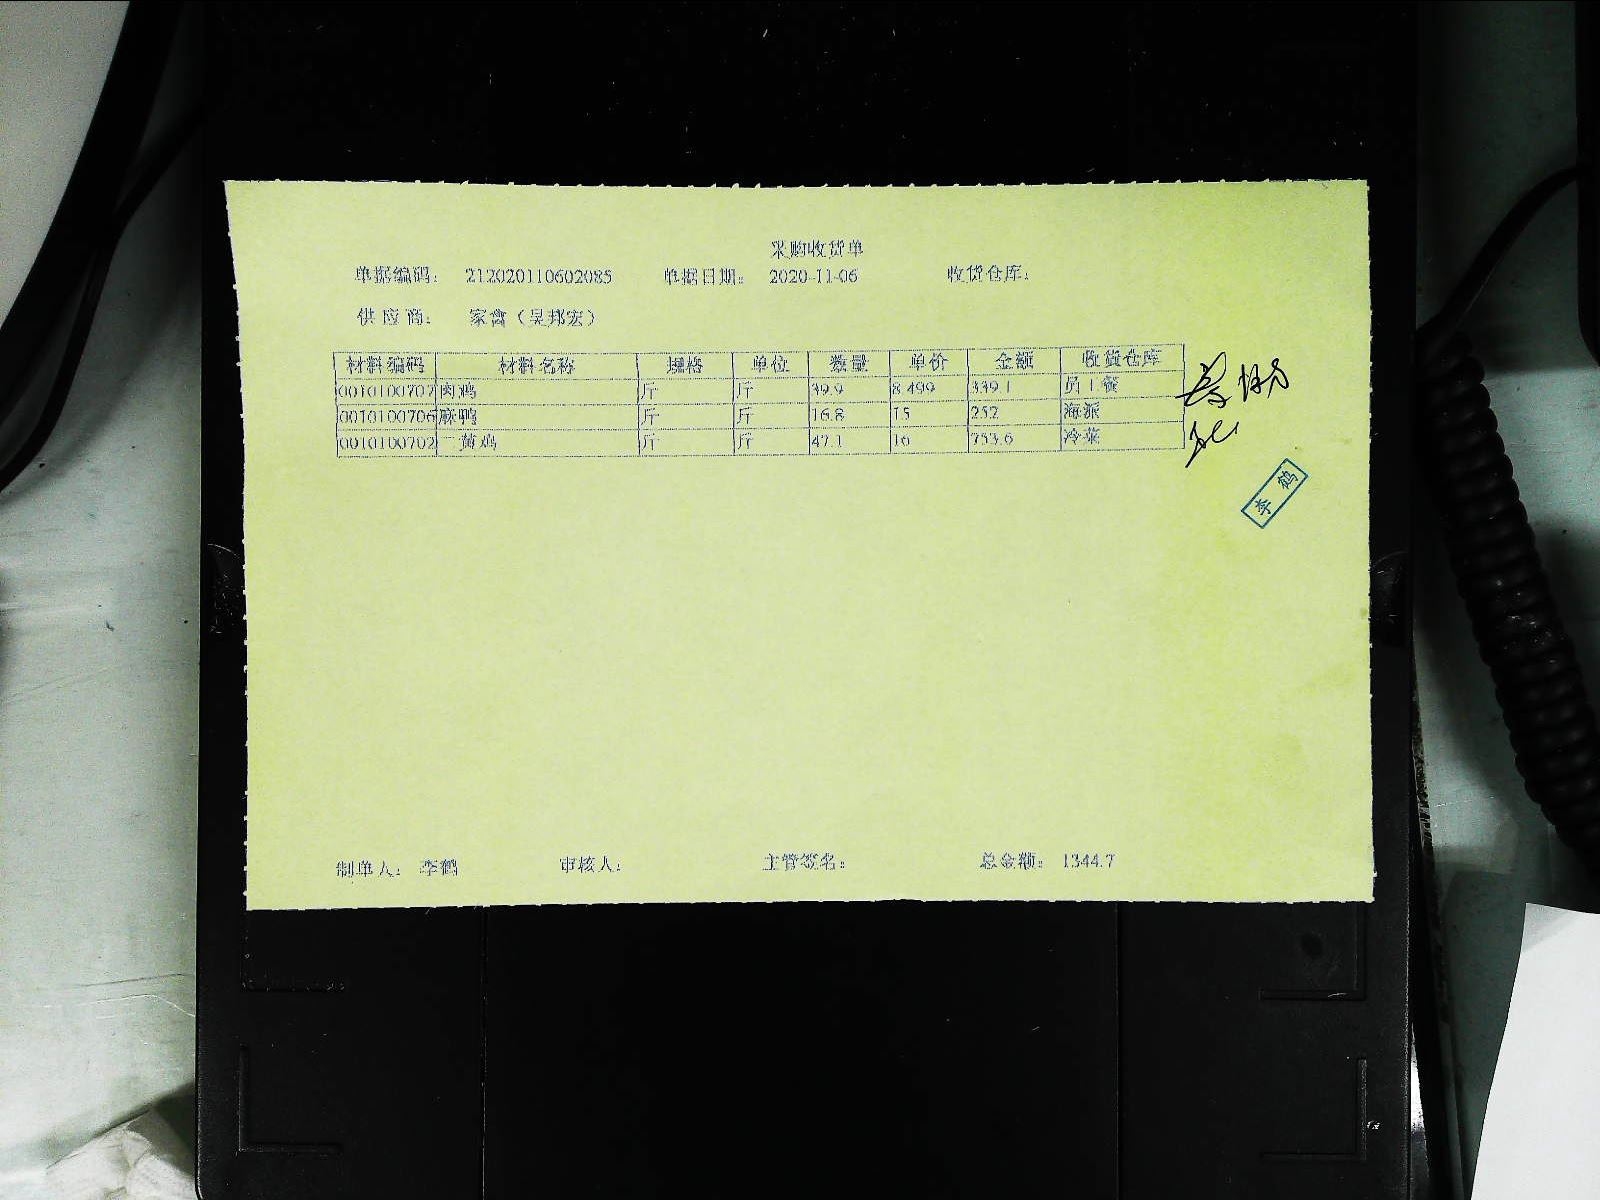 采购收货单
单据编码： 212020110602085 单据日期： 2020-11-06 收货仓库：
供应商： 家禽（吴邦宏）
材料编码 材料名称 规格 单位 数量 单价 金额 收货仓库
0010100707 肉鸡 斤 斤 39.9 8.499 339.1 员工餐
0010100706 麻鸭 斤 斤 16.8 15 252 海派
0010100702 三黄鸡 斤 斤 47.1 16 753.6 冷菜
李鹤
制单人： 李鹤 审核人： 主管签名： 总金额： 1344.7